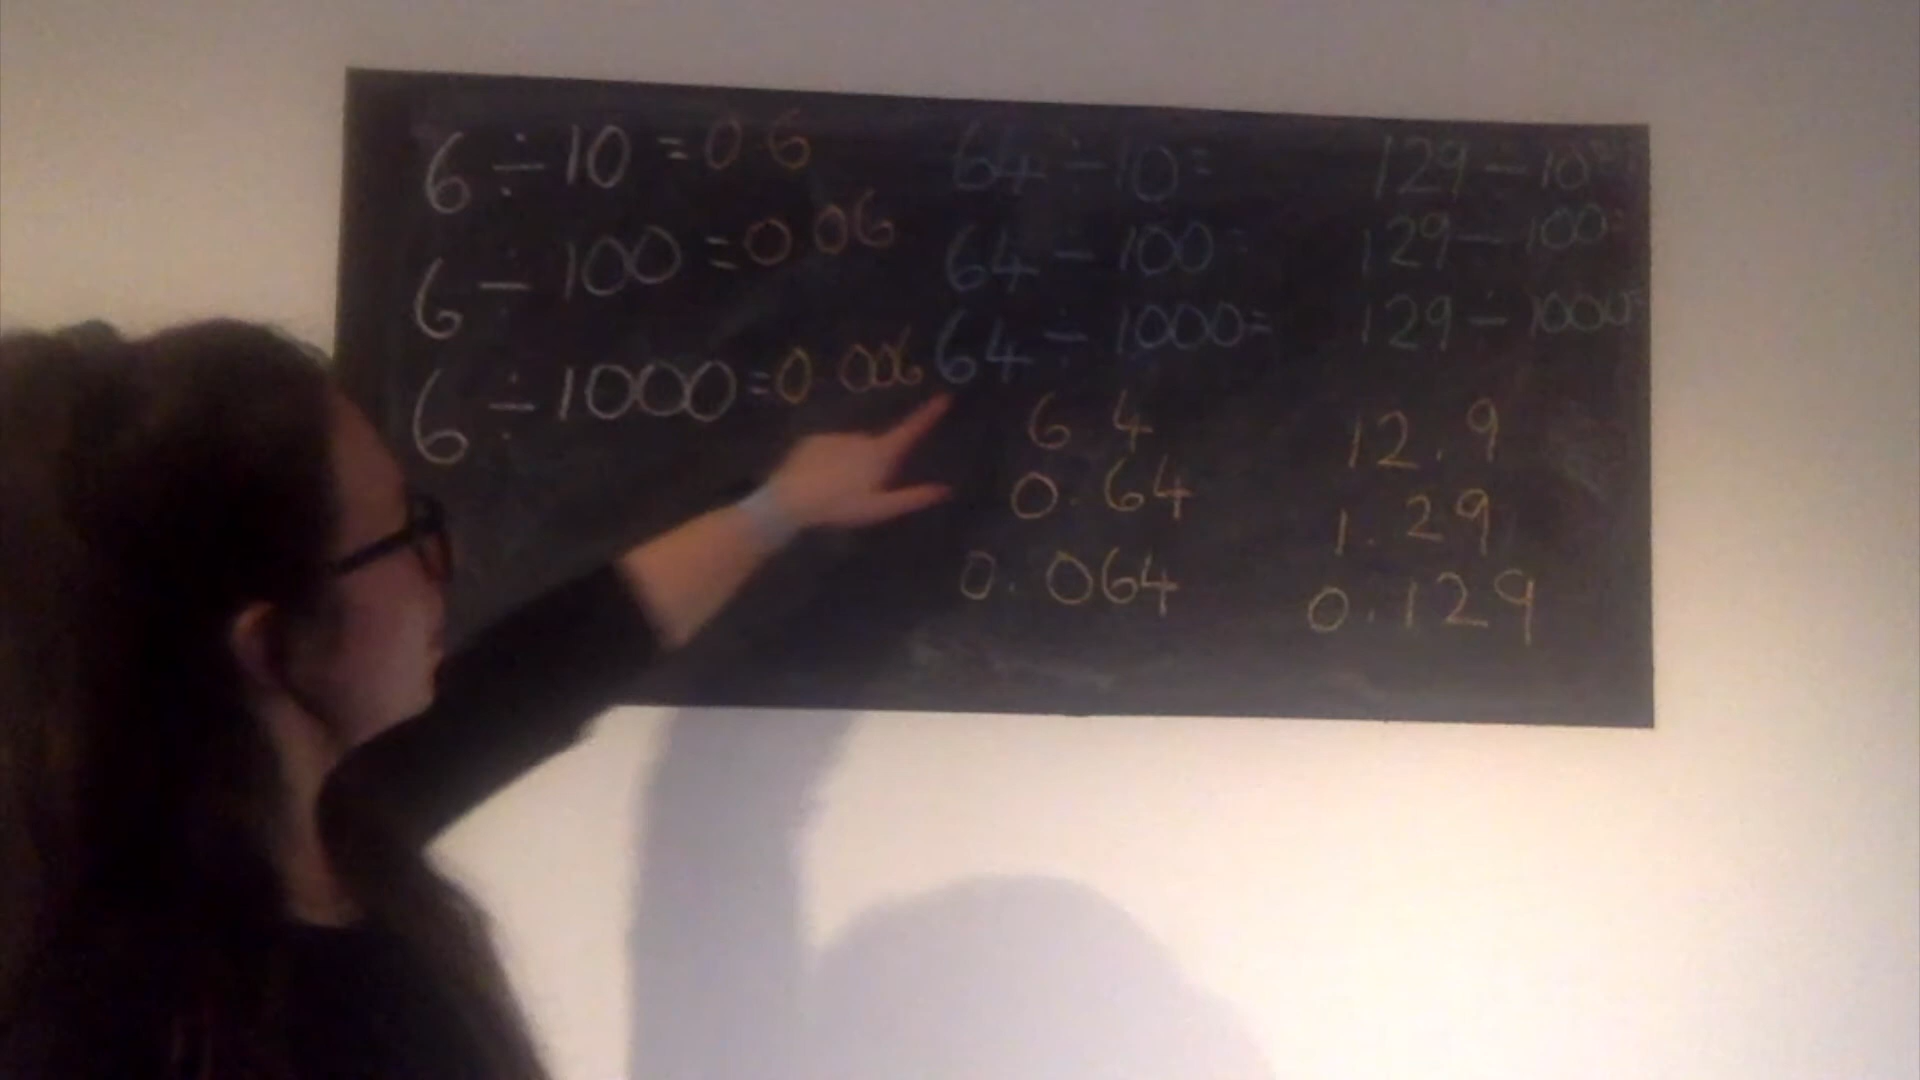 6 ÷ 10 = 0.6
6 ÷ 100 = 0.06
6 ÷ 1000 = 0.006
64 ÷ 10 =
64 ÷ 100 =
64 ÷ 1000 =
6.4
0.64
0.064
129 ÷ 10 =
129 ÷ 100 =
129 ÷ 1000 =
12.9
1.29
0.129